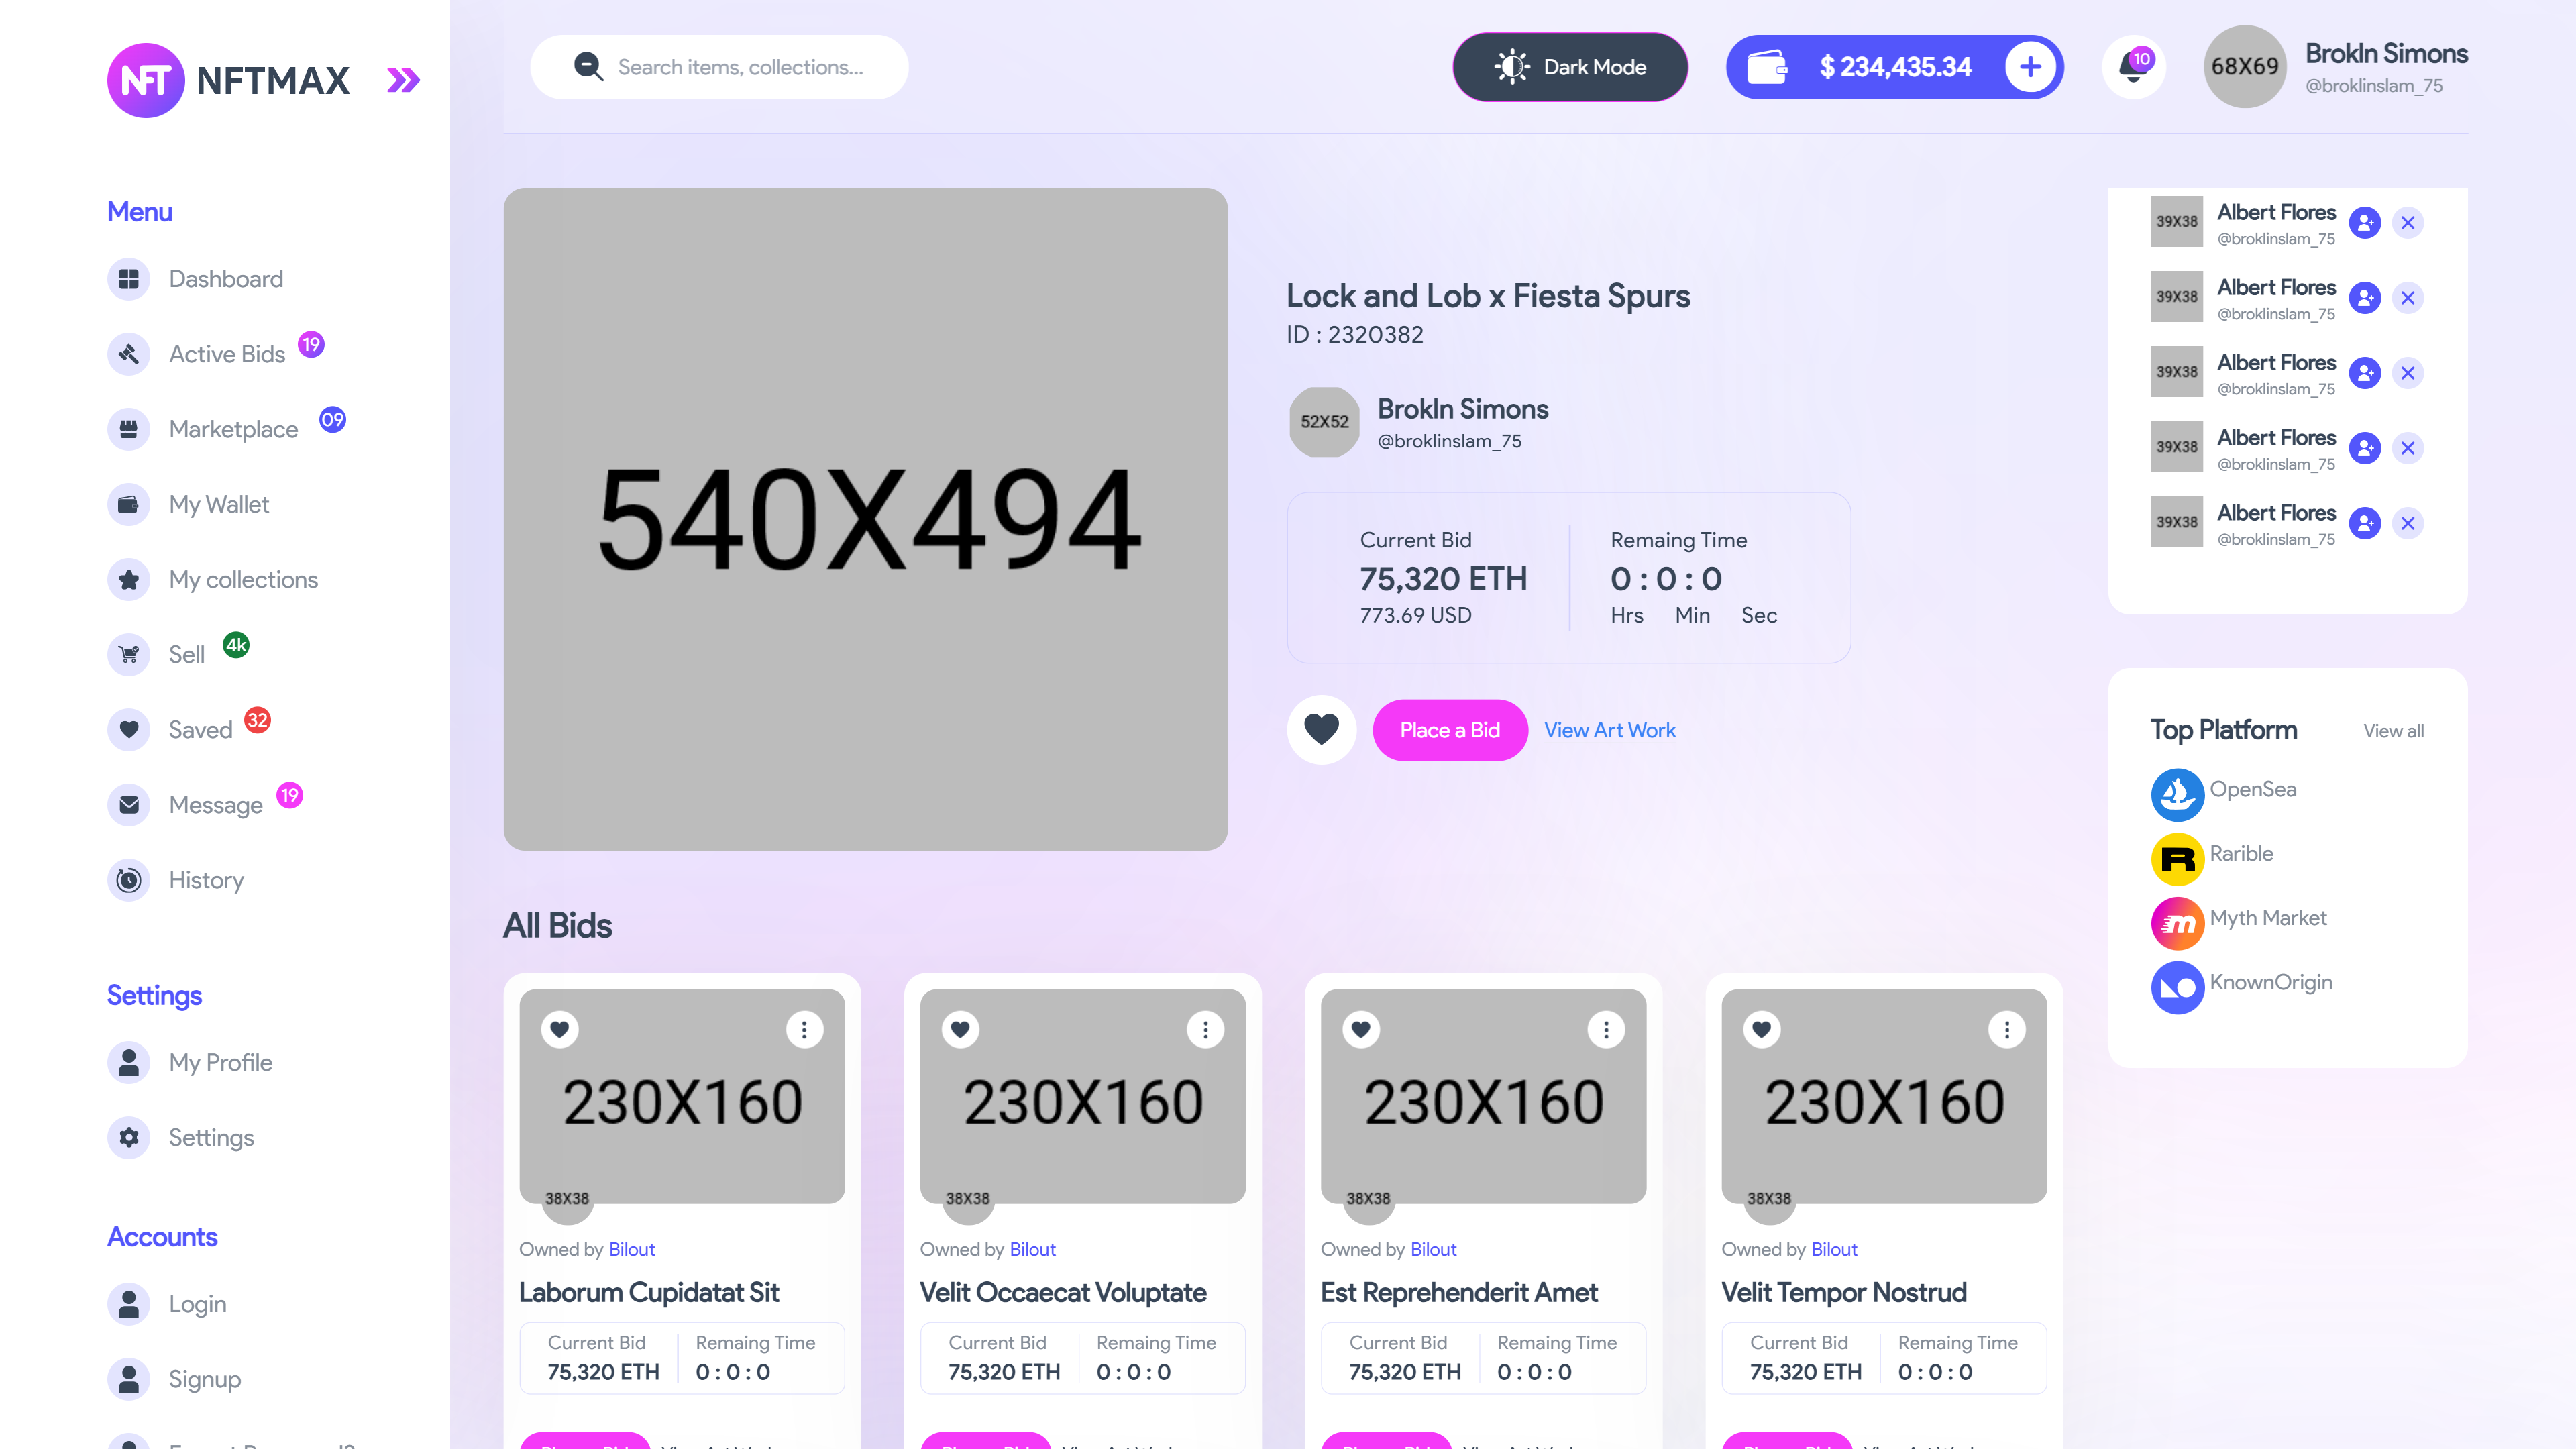 NFT NFTMAX
Search items, collections...
Dark Mode
$ 234,435.34
10
68X69
Brokln Simons
@broklinslam_75
Menu
Dashboard
Active Bids 19
Marketplace 09
My Wallet
My collections
Sell 4k
Saved 32
Message 19
History
Settings
My Profile
Settings
Accounts
Login
Signup
540X494
Lock and Lob x Fiesta Spurs
ID : 2320382
52X52
Brokln Simons
@broklinslam_75
Current Bid
75,320 ETH
773.69 USD
Remaing Time
0 : 0 : 0
Hrs Min Sec
Place a Bid
View Art Work
39X38
Albert Flores
@broklinslam_75
39X38
Albert Flores
@broklinslam_75
39X38
Albert Flores
@broklinslam_75
39X38
Albert Flores
@broklinslam_75
39X38
Albert Flores
@broklinslam_75
Top Platform
View all
OpenSea
Rarible
Myth Market
KnownOrigin
All Bids
230X160
38X38
Owned by Bilout
Laborum Cupidatat Sit
Current Bid
75,320 ETH
Remaing Time
0 : 0 : 0
230X160
38X38
Owned by Bilout
Velit Occaecat Voluptate
Current Bid
75,320 ETH
Remaing Time
0 : 0 : 0
230X160
38X38
Owned by Bilout
Est Reprehenderit Amet
Current Bid
75,320 ETH
Remaing Time
0 : 0 : 0
230X160
38X38
Owned by Bilout
Velit Tempor Nostrud
Current Bid
75,320 ETH
Remaing Time
0 : 0 : 0